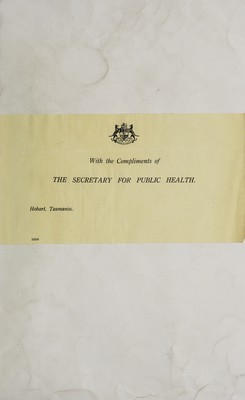 With the Compliments of
THE SECRETARY FOR PUBLIC HEALTH.
Hobart, Tasmania.